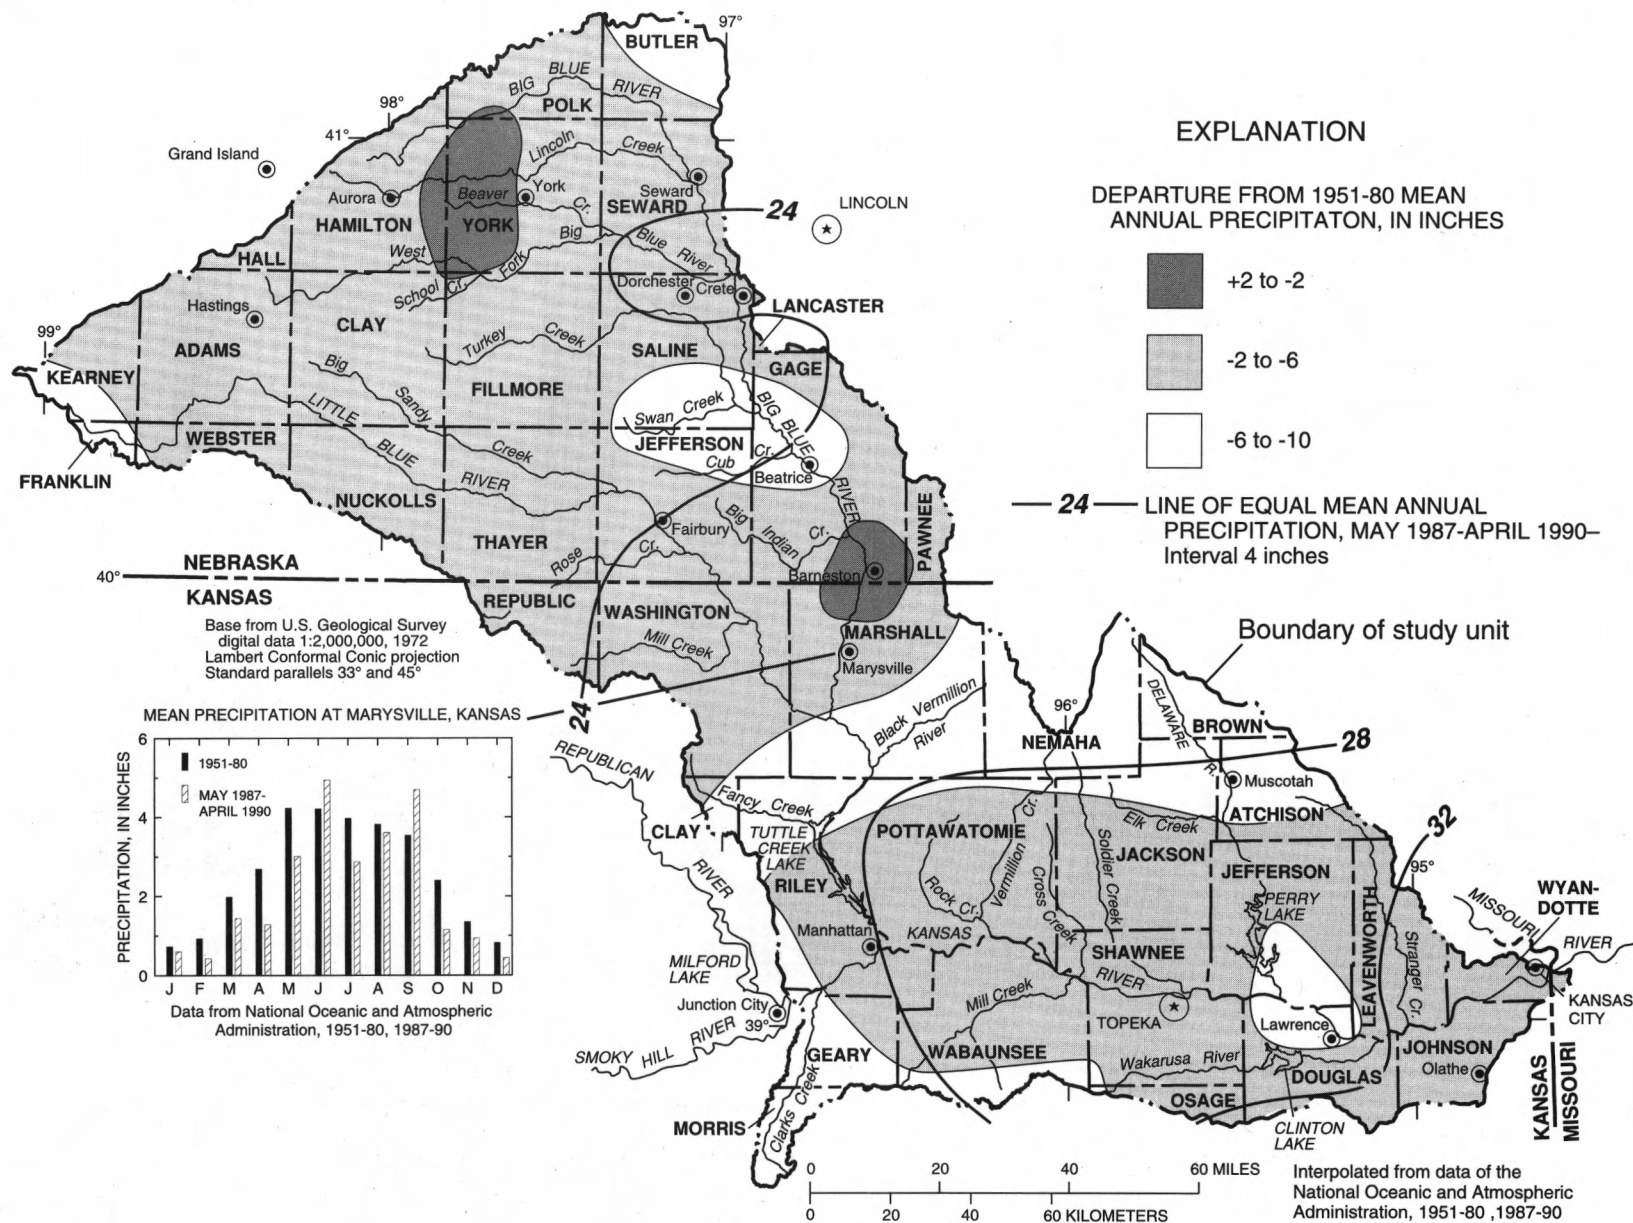 97°
BUTLER
BIG
BLUE
RIVER
POLK
98°
41°
Grand Island
Lincoln
Creek
Aurora
Beaver
York
Cr.
Seward
SEWARD
HAMILTON
YORK
24
LINCOLN
HALL
West
Fork
Big
Blue
River
School
Cr.
Dorchester
Crete
LANCASTER
Hastings
CLAY
99°
ADAMS
Turkey
Creek
SALINE
GAGE
KEARNEY
Big
Sandy
Creek
FILLMORE
Swan Creek
BIG
BLUE
RIVER
LITTLE
BLUE
RIVER
WEBSTER
JEFFERSON
Cub
Cr.
Beatrice
FRANKLIN
NUCKOLLS
Fairbury
Big
Indian
Cr.
PAWNEE
THAYER
Rose
Cr.
NEBRASKA
40°
KANSAS
Barneston
REPUBLIC
WASHINGTON
Mill Creek
MARSHALL
Marysville
Base from U.S. Geological Survey
digital data 1:2,000,000, 1972
Lambert Conformal Conic projection
Standard parallels 33° and 45°
EXPLANATION
DEPARTURE FROM 1951-80 MEAN
ANNUAL PRECIPITATON, IN INCHES
+2 to -2
-2 to -6
-6 to -10
24
LINE OF EQUAL MEAN ANNUAL
PRECIPITATION, MAY 1987-APRIL 1990–
Interval 4 inches
Boundary of study unit
MEAN PRECIPITATION AT MARYSVILLE, KANSAS
PRECIPITATION, IN INCHES
6
4
2
0
1951-80
MAY 1987-
APRIL 1990
J F M A M J J A S O N D
Data from National Oceanic and Atmospheric
Administration, 1951-80, 1987-90
24
REPUBLICAN
RIVER
Black Vermillion
River
96°
NEMAHA
DELAWARE
R.
BROWN
28
Muscotah
Fancy Creek
CLAY
TUTTLE
CREEK
LAKE
RILEY
POTTAWATOMIE
Rock Cr.
Vermillion
Cr.
Cross Creek
Soldier Creek
Elk Creek
ATCHISON
JACKSON
JEFFERSON
32
95°
PERRY
LAKE
LEAVENWORTH
Stranger Cr.
MISSOURI
RIVER
WYAN-
DOTTE
Manhattan
KANSAS
RIVER
SHAWNEE
MILFORD
LAKE
Junction City
39°
Mill Creek
TOPEKA
Lawrence
KANSAS
CITY
SMOKY HILL RIVER
GEARY
WABAUNSEE
Wakarusa River
JOHNSON
Olathe
DOUGLAS
OSAGE
MORRIS
Clarks Creek
CLINTON
LAKE
KANSAS
MISSOURI
0 20 40 60 MILES
0 20 40 60 KILOMETERS
Interpolated from data of the
National Oceanic and Atmospheric
Administration, 1951-80 ,1987-90